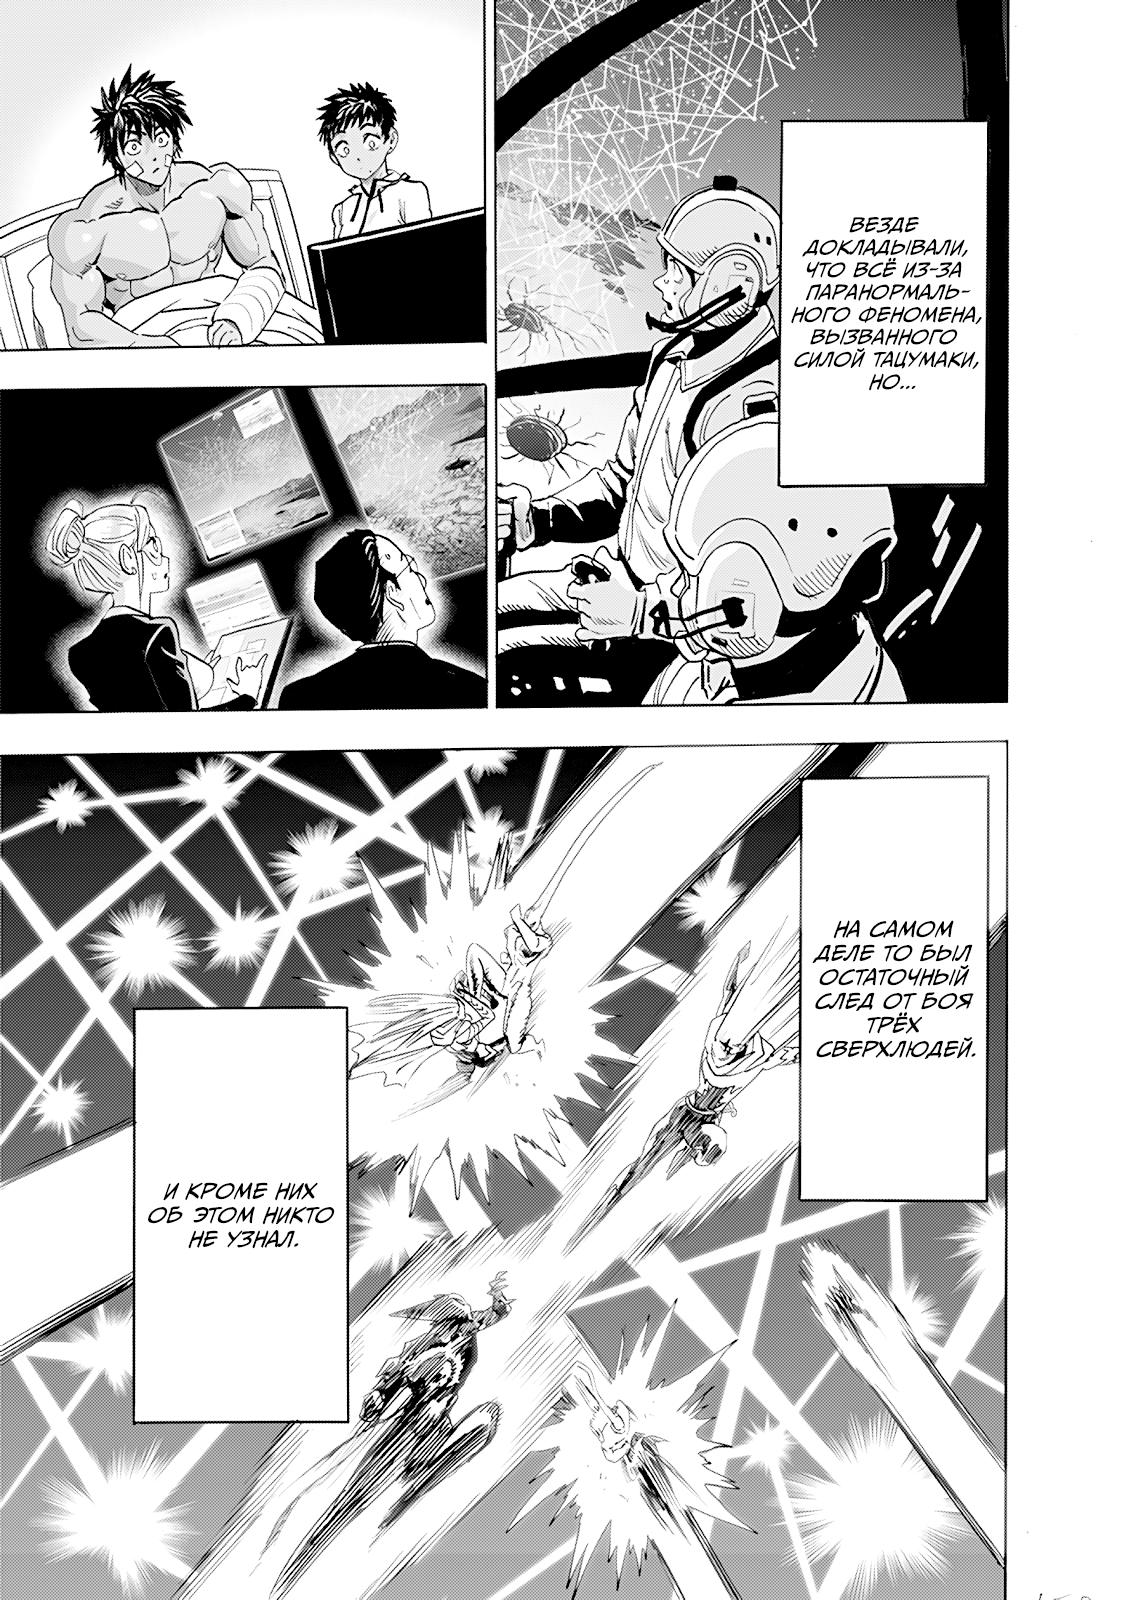 ВЕЗДЕ
ДОКЛАДЫВАЛИ,
ЧТО ВСЁ ИЗ-ЗА
ПАРАНОРМАЛЬ-
НОГО ФЕНОМЕНА,
ВЫЗВАННОГО
СИЛОЙ ТАЦУМАКИ,
НО...
НА САМОМ
ДЕЛЕ ТО БЫЛ
ОСТАТОЧНЫЙ
СЛЕД ОТ БОЯ
ТРЁХ
СВЕРХЛЮДЕЙ.
И КРОМЕ НИХ
ОБ ЭТОМ НИКТО
НЕ УЗНАЛ.